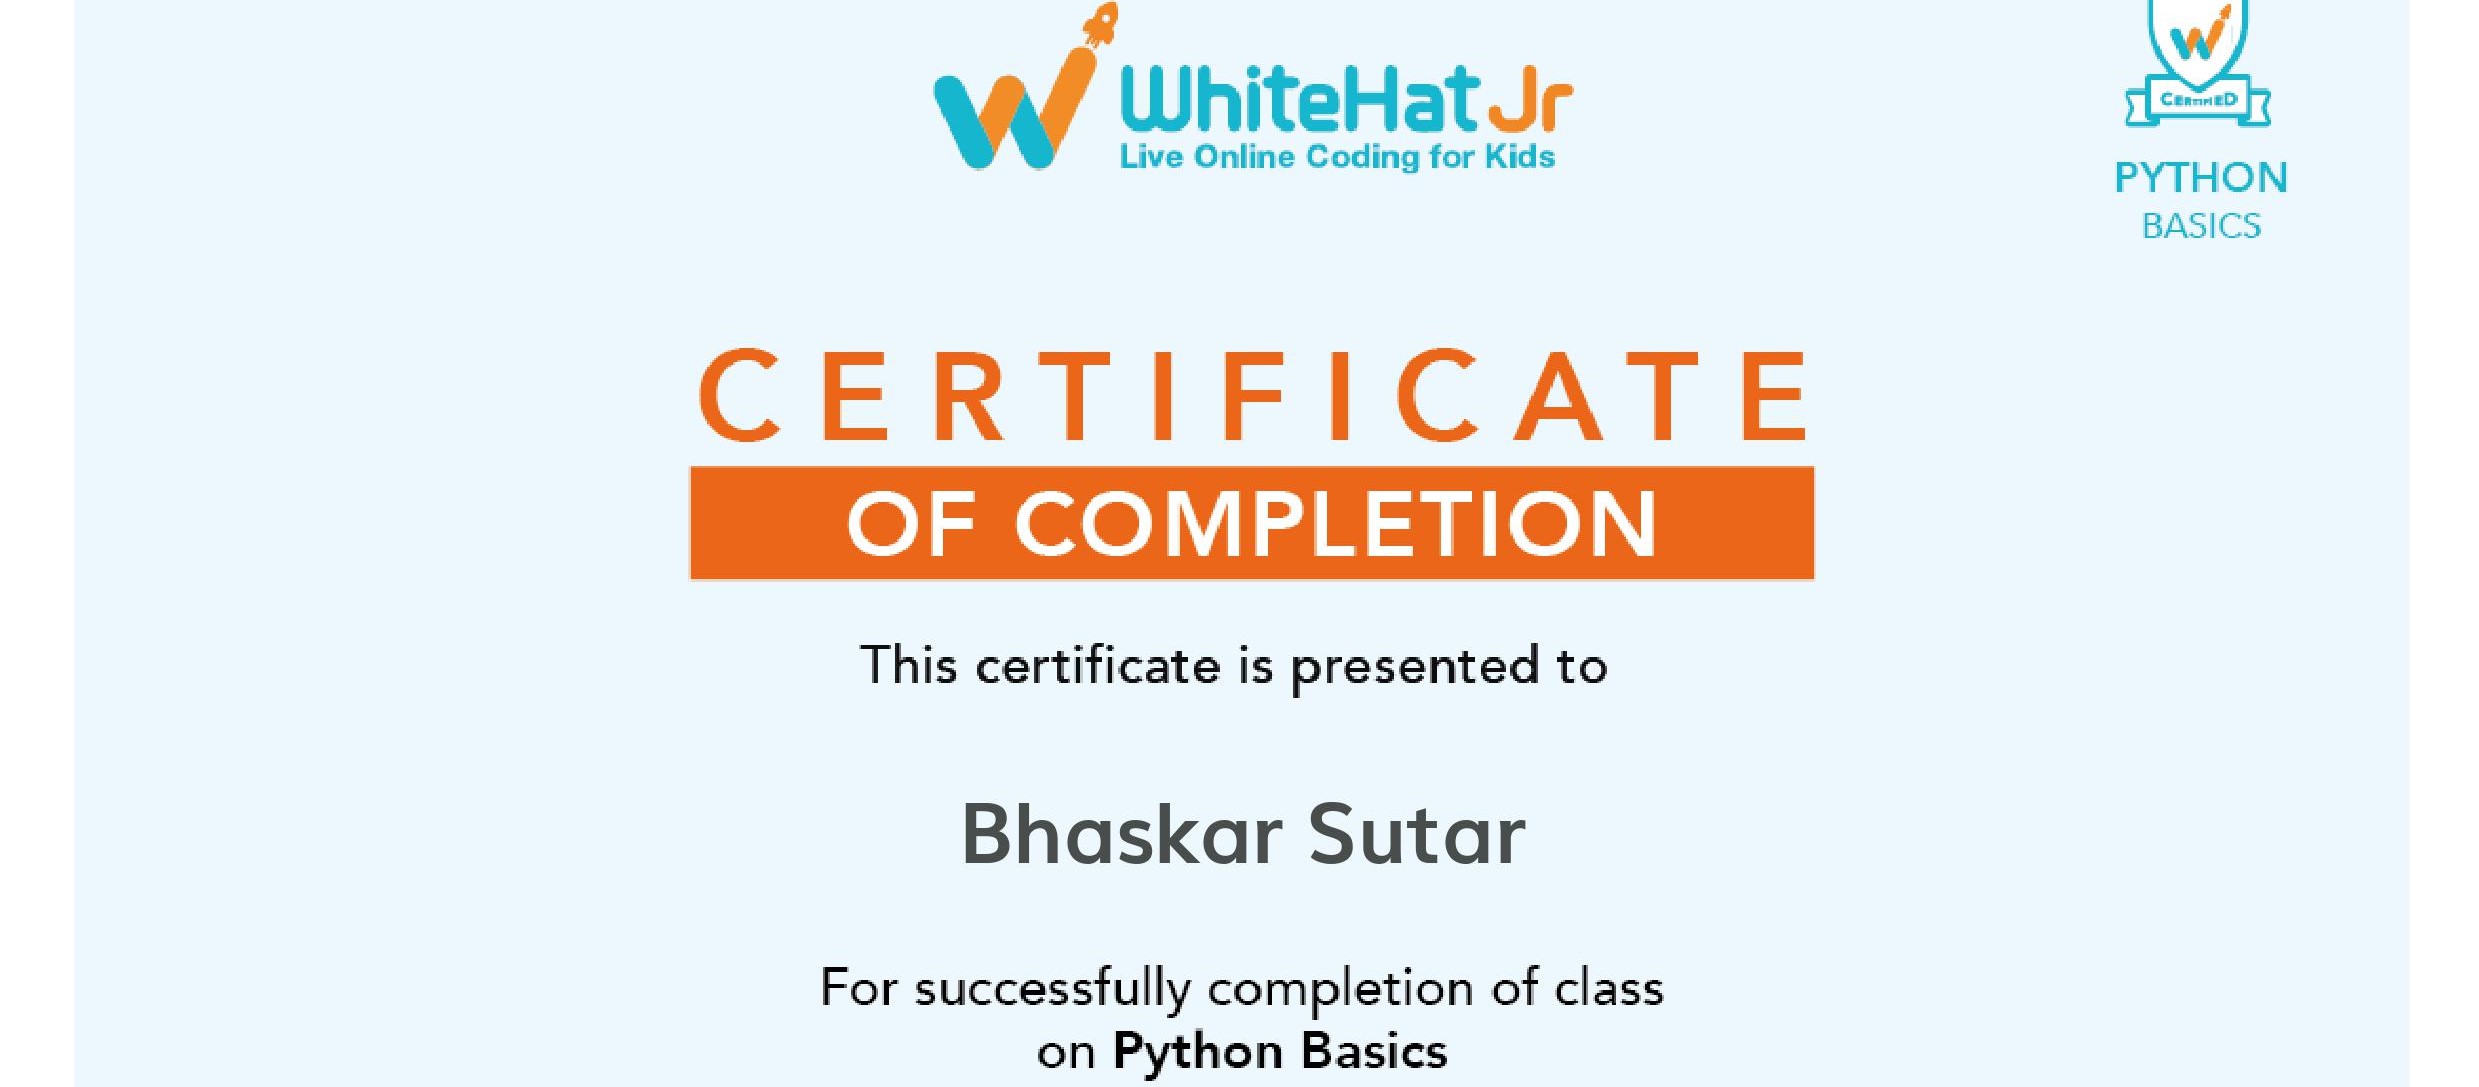 WhiteHat Jr
Live Online Coding for Kids
W
CERTIFIED
PYTHON
BASICS
CERTIFICATE
OF COMPLETION
This certificate is presented to
Bhaskar Sutar
For successfully completion of class
on Python Basics